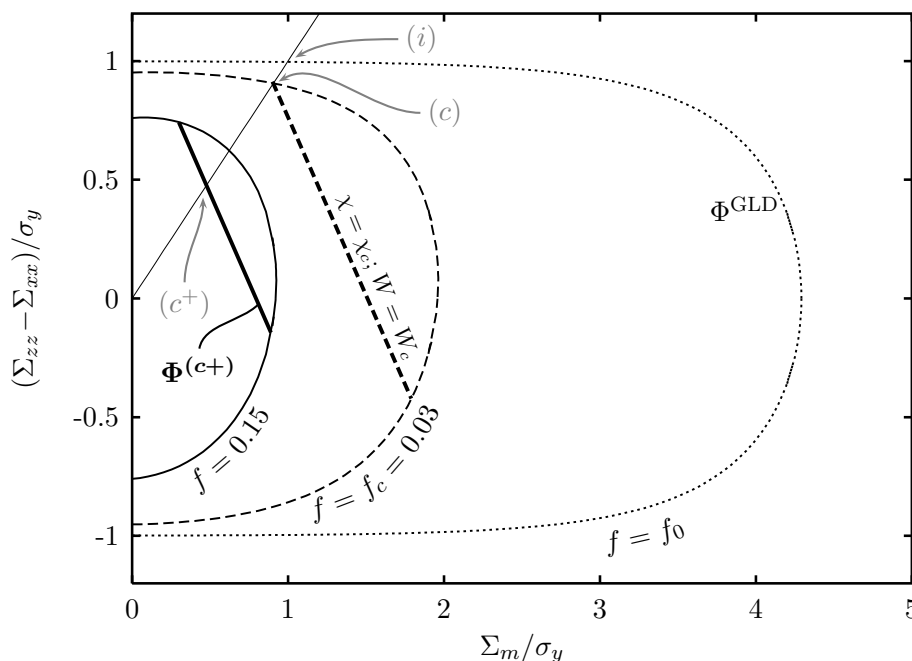 (i)
1
(c)
0.5
Φ^GLD
χ = χ_c; W = W_c
(Σ_zz − Σ_xx)/σ_y
0
(c⁺)
Φ^(c+)
-0.5
f = 0.15
f = f_c = 0.03
f = f_0
-1
0 1 2 3 4 5
Σ_m/σ_y